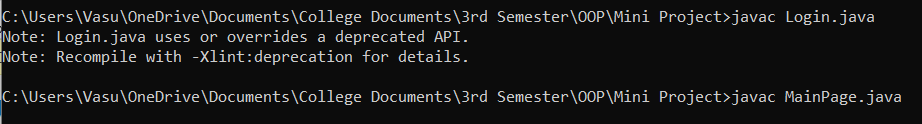 C:\Users\Vasu\OneDrive\Documents\College Documents\3rd Semester\OOP\Mini Project>javac Login.java
Note: Login.java uses or overrides a deprecated API.
Note: Recompile with -Xlint:deprecation for details.
C:\Users\Vasu\OneDrive\Documents\College Documents\3rd Semester\OOP\Mini Project>javac MainPage.java